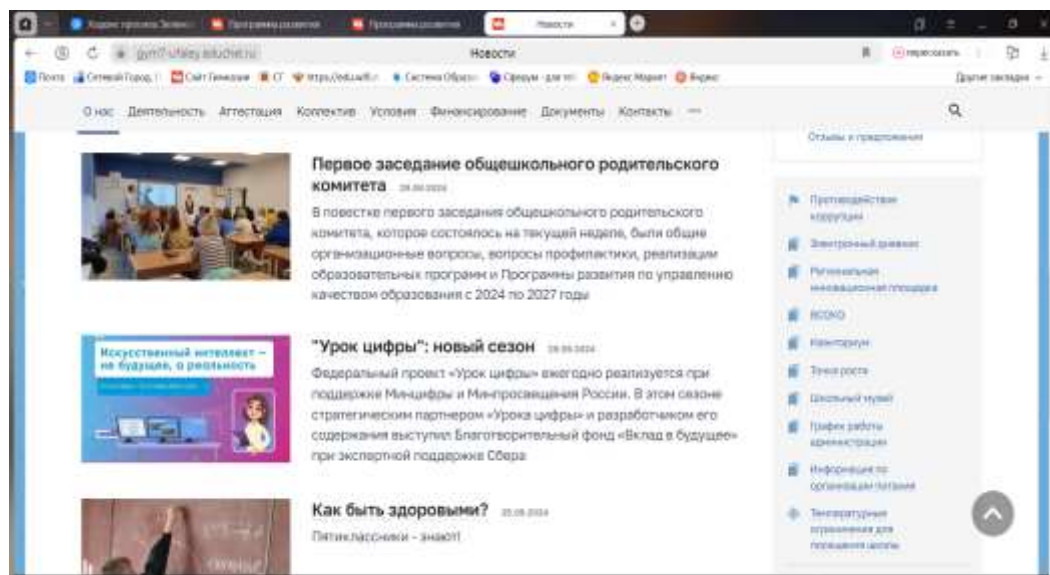 Новости
Новости
Почта
Другие закладки
О нас Деятельность Аттестация Коллектив Условия Финансирование Документы Контакты
Отзывы и предложения
Первое заседание общешкольного родительского
комитета
В повестке первого заседания общешкольного родительского
комитета, которое состоялось на текущей неделе, были общие
организационные вопросы, вопросы профилактики, реализации
образовательных программ и Программы развития по управлению
качеством образования с 2024 по 2027 годы
Искусственный интеллект –
не будущее, а реальность
"Урок цифры": новый сезон
Федеральный проект «Урок цифры» ежегодно реализуется при
поддержке Минцифры и Минпросвещения России. В этом сезоне
стратегическим партнером «Урока цифры» и разработчиком его
содержания выступил Благотворительный фонд «Вклад в будущее»
при экспертной поддержке Сбера
Как быть здоровыми?
Пятиклассники - знают!
Противодействие
коррупции
Электронный дневник
Региональная
инновационная площадка
ВСОКО
Кванториум
Точка роста
Школьный музей
График работы
администрации
Информация по
организации питания
Температурные
ограничения для
посещения школы